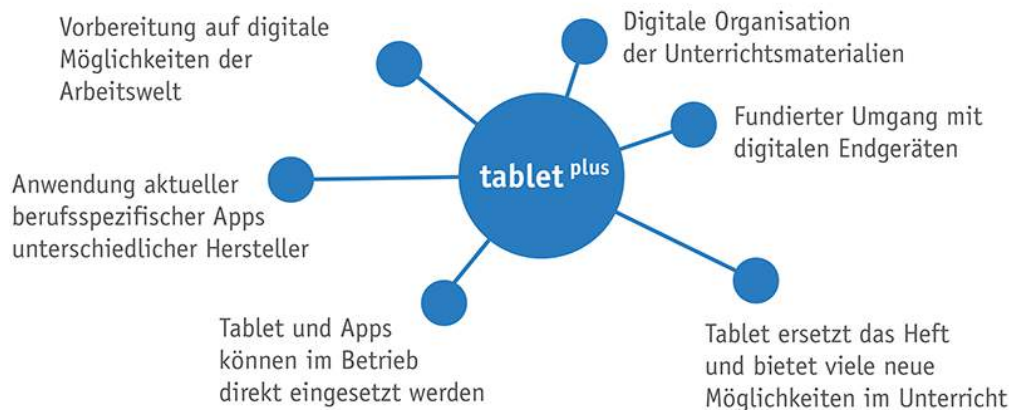 Vorbereitung auf digitale
Möglichkeiten der
Arbeitswelt
Digitale Organisation
der Unterrichtsmaterialien
Fundierter Umgang mit
digitalen Endgeräten
tablet plus
Anwendung aktueller
berufsspezifischer Apps
unterschiedlicher Hersteller
Tablet und Apps
können im Betrieb
direkt eingesetzt werden
Tablet ersetzt das Heft
und bietet viele neue
Möglichkeiten im Unterricht